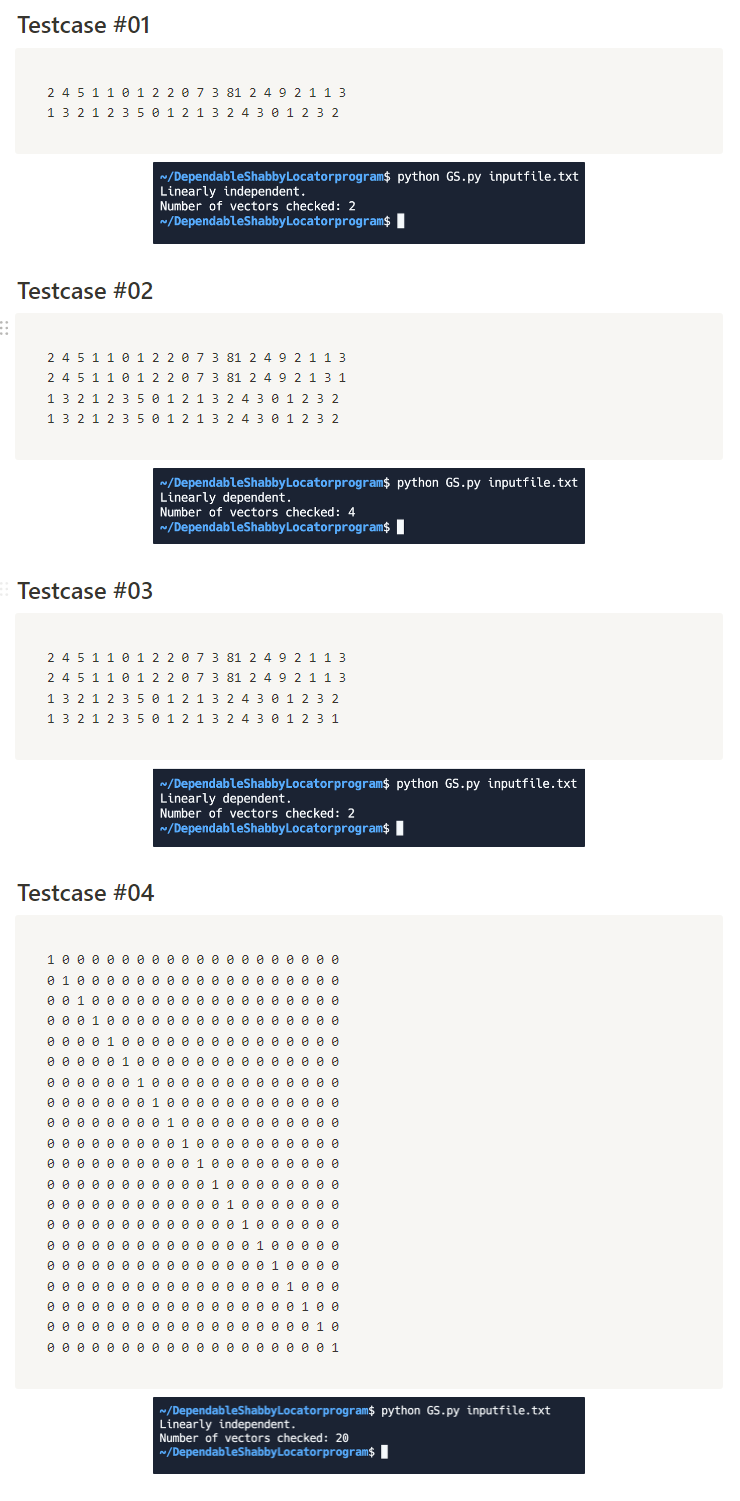 Testcase #01
2 4 5 1 1 0 1 2 2 0 7 3 81 2 4 9 2 1 1 3
1 3 2 1 2 3 5 0 1 2 1 3 2 4 3 0 1 2 3 2
~/DependableShabbyLocatorprogram$ python GS.py inputfile.txt
Linearly independent.
Number of vectors checked: 2
~/DependableShabbyLocatorprogram$
Testcase #02
2 4 5 1 1 0 1 2 2 0 7 3 81 2 4 9 2 1 1 3
2 4 5 1 1 0 1 2 2 0 7 3 81 2 4 9 2 1 3 1
1 3 2 1 2 3 5 0 1 2 1 3 2 4 3 0 1 2 3 2
1 3 2 1 2 3 5 0 1 2 1 3 2 4 3 0 1 2 3 2
~/DependableShabbyLocatorprogram$ python GS.py inputfile.txt
Linearly dependent.
Number of vectors checked: 4
~/DependableShabbyLocatorprogram$
Testcase #03
2 4 5 1 1 0 1 2 2 0 7 3 81 2 4 9 2 1 1 3
2 4 5 1 1 0 1 2 2 0 7 3 81 2 4 9 2 1 1 3
1 3 2 1 2 3 5 0 1 2 1 3 2 4 3 0 1 2 3 2
1 3 2 1 2 3 5 0 1 2 1 3 2 4 3 0 1 2 3 1
~/DependableShabbyLocatorprogram$ python GS.py inputfile.txt
Linearly dependent.
Number of vectors checked: 2
~/DependableShabbyLocatorprogram$
Testcase #04
1 0 0 0 0 0 0 0 0 0 0 0 0 0 0 0 0 0 0 0
0 1 0 0 0 0 0 0 0 0 0 0 0 0 0 0 0 0 0 0
0 0 1 0 0 0 0 0 0 0 0 0 0 0 0 0 0 0 0 0
0 0 0 1 0 0 0 0 0 0 0 0 0 0 0 0 0 0 0 0
0 0 0 0 1 0 0 0 0 0 0 0 0 0 0 0 0 0 0 0
0 0 0 0 0 1 0 0 0 0 0 0 0 0 0 0 0 0 0 0
0 0 0 0 0 0 1 0 0 0 0 0 0 0 0 0 0 0 0 0
0 0 0 0 0 0 0 1 0 0 0 0 0 0 0 0 0 0 0 0
0 0 0 0 0 0 0 0 1 0 0 0 0 0 0 0 0 0 0 0
0 0 0 0 0 0 0 0 0 1 0 0 0 0 0 0 0 0 0 0
0 0 0 0 0 0 0 0 0 0 1 0 0 0 0 0 0 0 0 0
0 0 0 0 0 0 0 0 0 0 0 1 0 0 0 0 0 0 0 0
0 0 0 0 0 0 0 0 0 0 0 0 1 0 0 0 0 0 0 0
0 0 0 0 0 0 0 0 0 0 0 0 0 1 0 0 0 0 0 0
0 0 0 0 0 0 0 0 0 0 0 0 0 0 1 0 0 0 0 0
0 0 0 0 0 0 0 0 0 0 0 0 0 0 0 1 0 0 0 0
0 0 0 0 0 0 0 0 0 0 0 0 0 0 0 0 1 0 0 0
0 0 0 0 0 0 0 0 0 0 0 0 0 0 0 0 0 1 0 0
0 0 0 0 0 0 0 0 0 0 0 0 0 0 0 0 0 0 1 0
0 0 0 0 0 0 0 0 0 0 0 0 0 0 0 0 0 0 0 1
~/DependableShabbyLocatorprogram$ python GS.py inputfile.txt
Linearly independent.
Number of vectors checked: 20
~/DependableShabbyLocatorprogram$